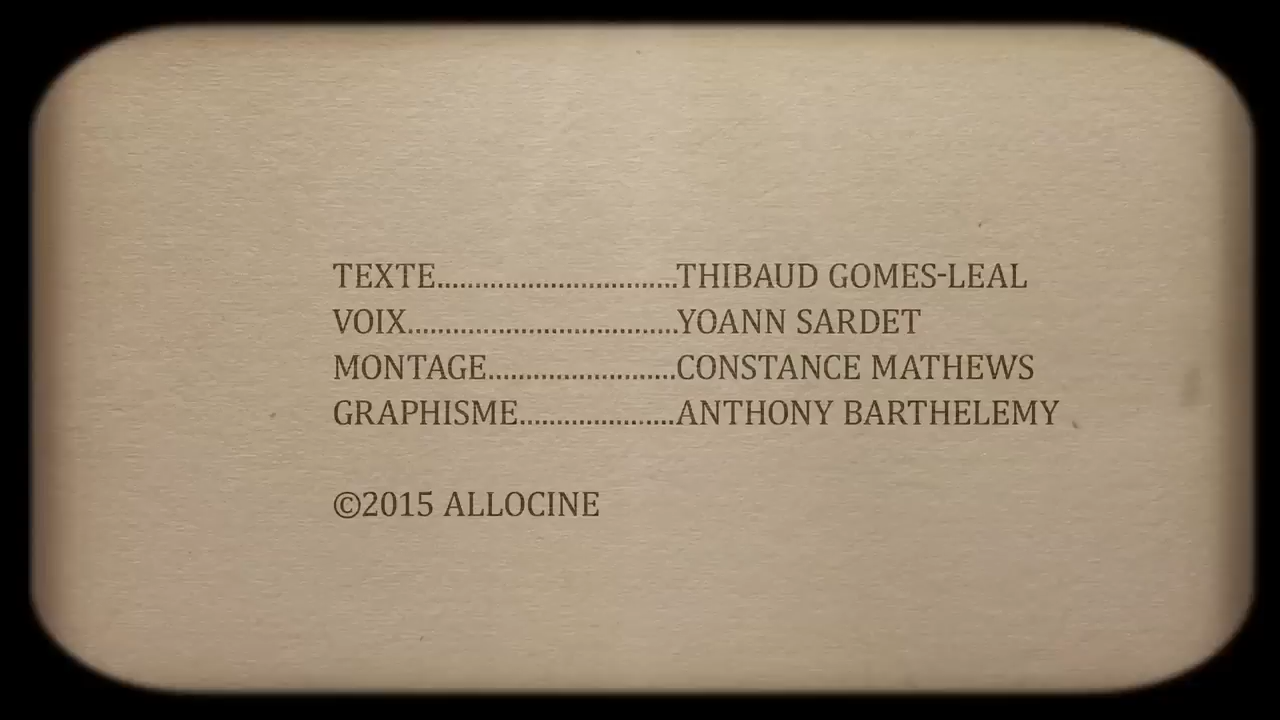 TEXTE................................THIBAUD GOMES-LEAL
VOIX....................................YOANN SARDET
MONTAGE.........................CONSTANCE MATHEWS
GRAPHISME.....................ANTHONY BARTHELEMY
©2015 ALLOCINE